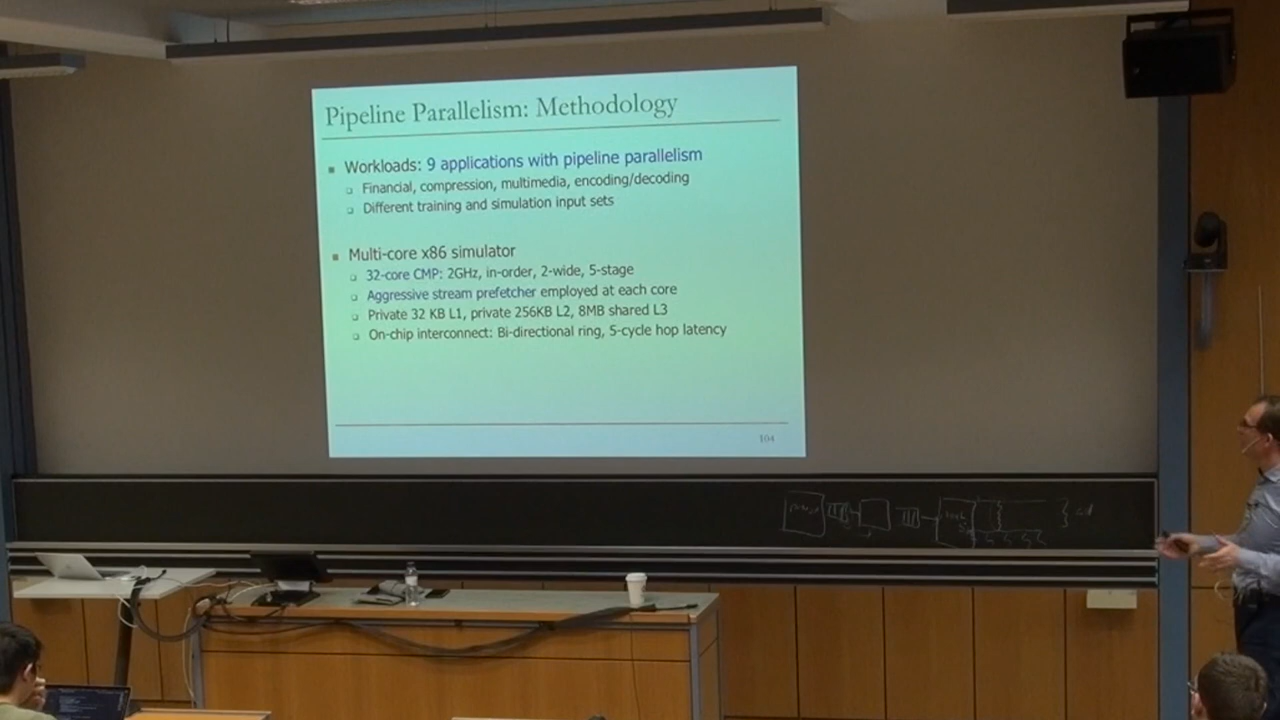 Pipeline Parallelism: Methodology
Workloads: 9 applications with pipeline parallelism
Financial, compression, multimedia, encoding/decoding
Different training and simulation input sets
Multi-core x86 simulator
32-core CMP: 2GHz, in-order, 2-wide, 5-stage
Aggressive stream prefetcher employed at each core
Private 32 KB L1, private 256KB L2, 8MB shared L3
On-chip interconnect: Bi-directional ring, 5-cycle hop latency
104